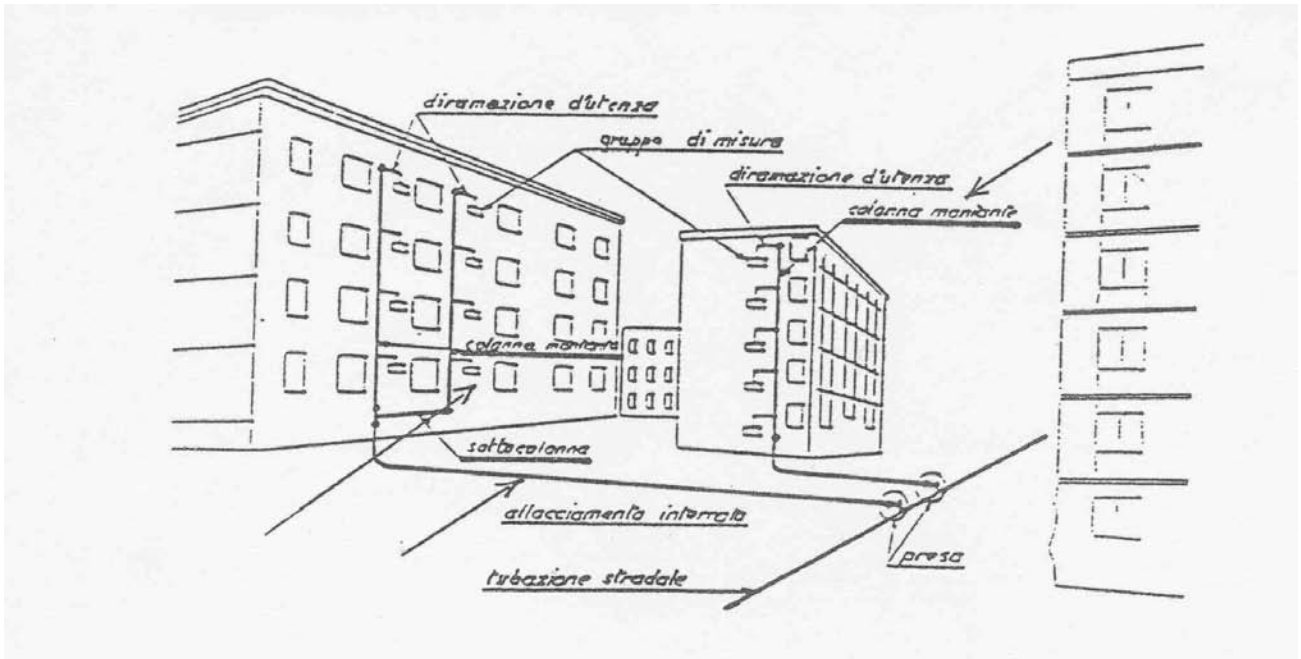 diramazione d'utenza
gruppo di misura
diramazione d'utenza
colonna montante
colonna montante
sottocolonna
allacciamento interrato
presa
tubazione stradale